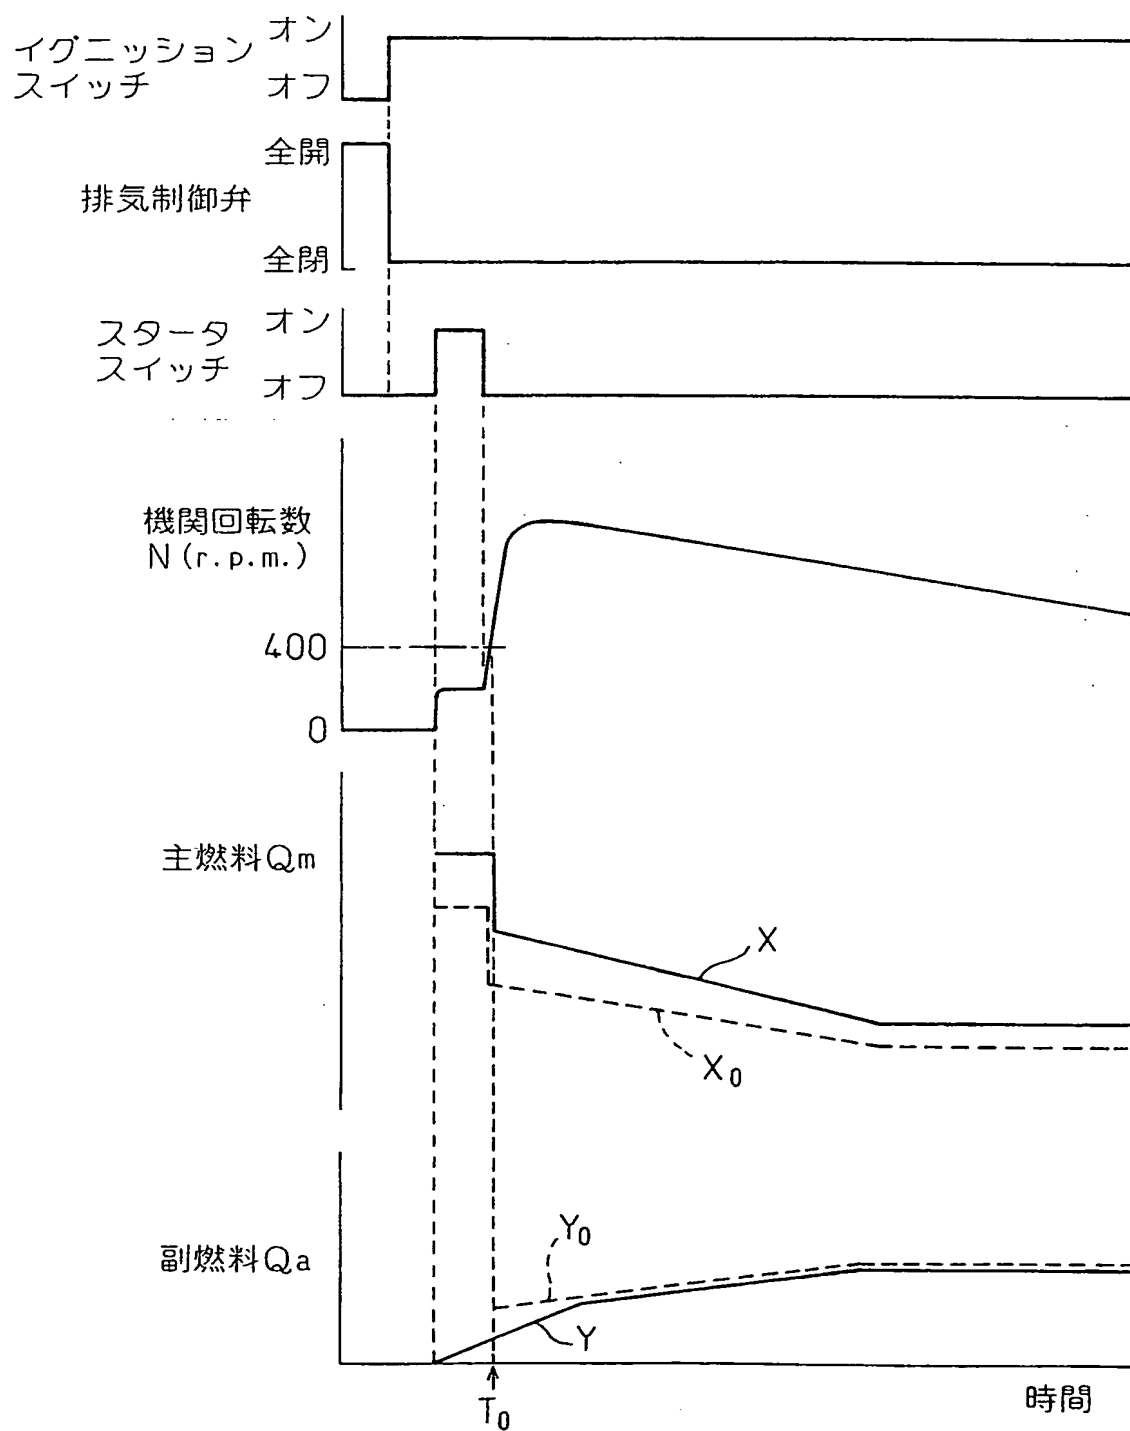 イグニッション
スイッチ
オン
オフ
排気制御弁
全開
全閉
スタータ
スイッチ
オン
オフ
機関回転数
N(r.p.m.)
400
0
主燃料Qm
X
X0
副燃料Qa
Y0
Y
T0
時間